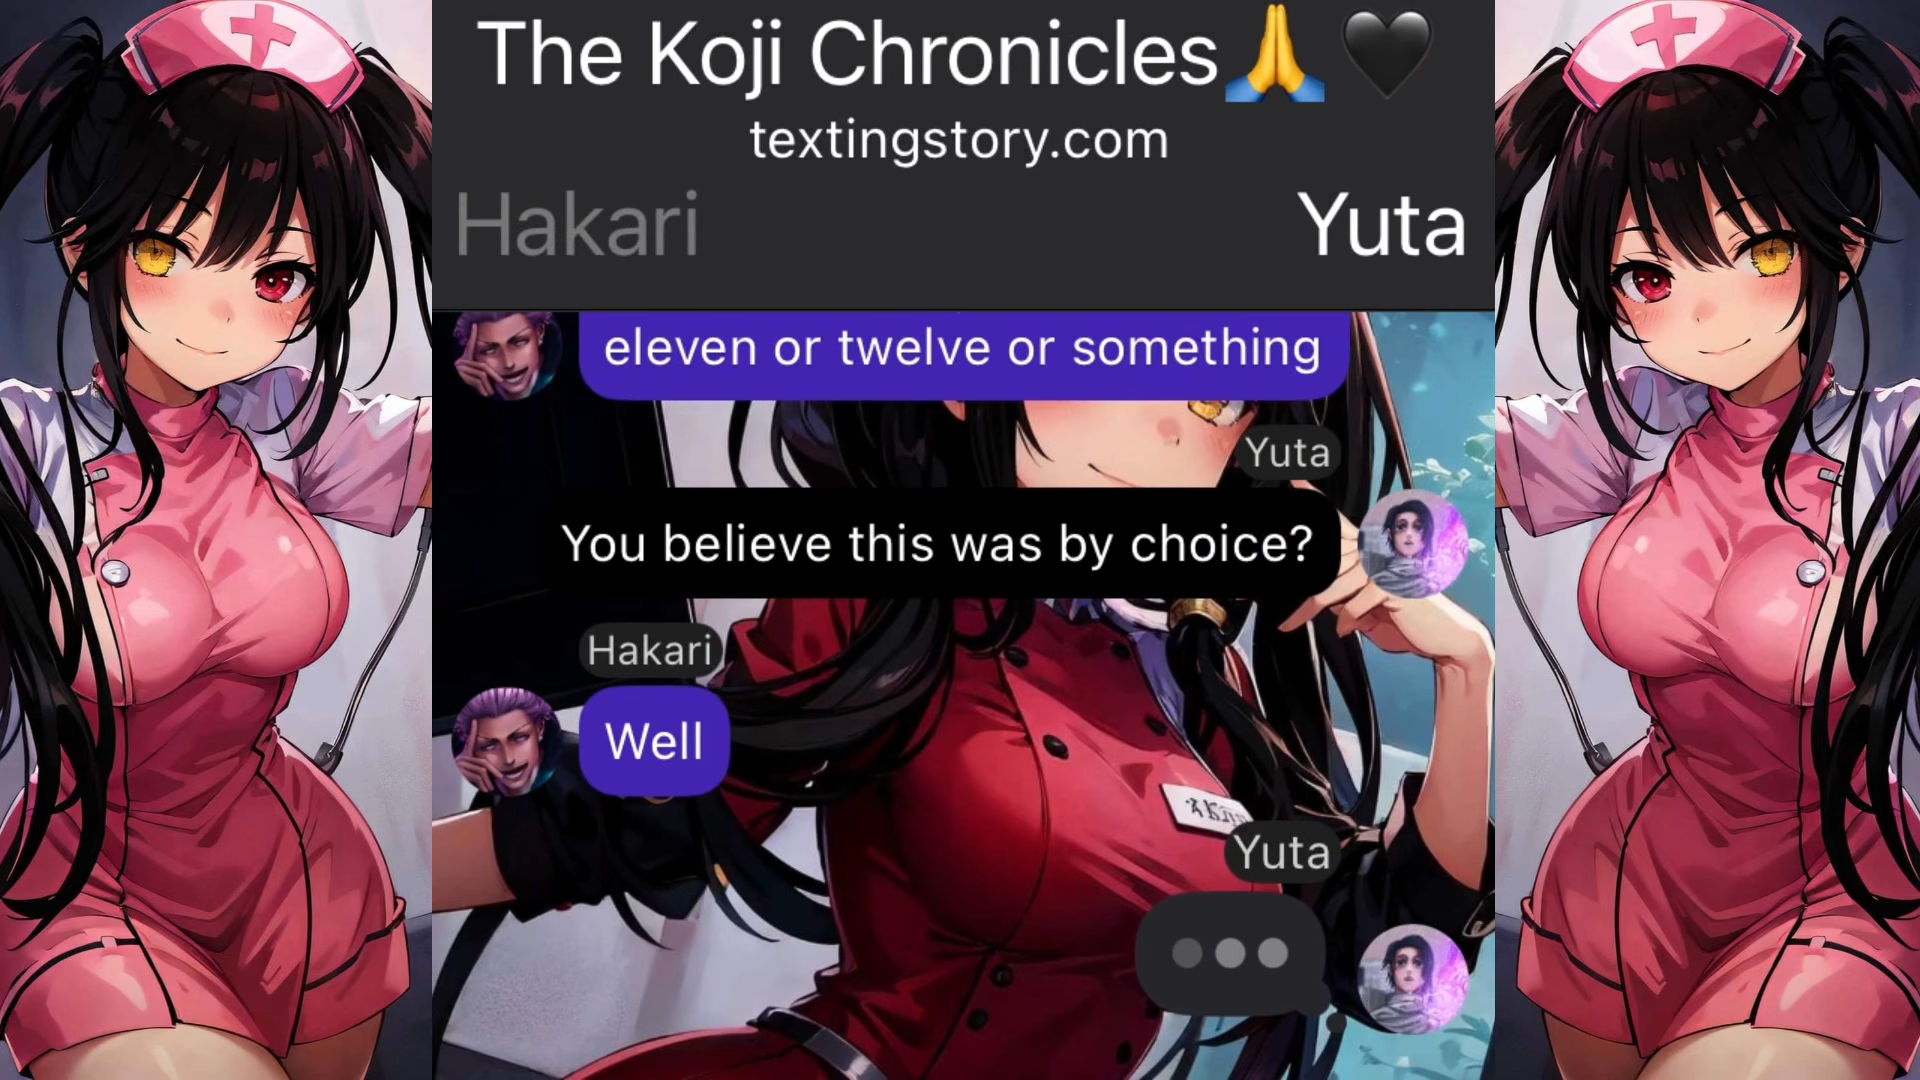 The Koji Chronicles🙏🖤
textingstory.com
Hakari
Yuta
eleven or twelve or something
Yuta
You believe this was by choice?
Hakari
Well
Yuta